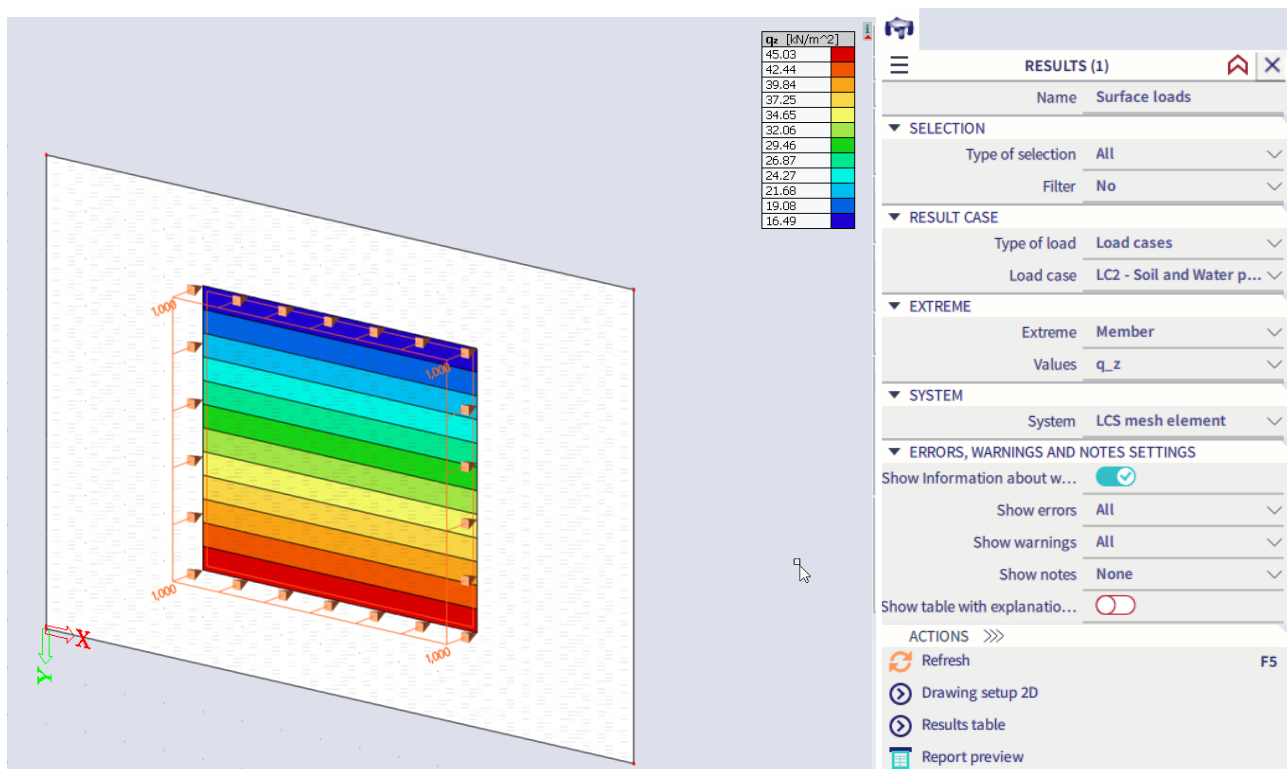 qz [kN/m^2]
45.03
42.44
39.84
37.25
34.65
32.06
29.46
26.87
24.27
21.68
19.08
16.49
1,000
1,000
1,000
1,000
X
Y
RESULTS (1)
Name Surface loads
SELECTION
Type of selection All
Filter No
RESULT CASE
Type of load Load cases
Load case LC2 - Soil and Water p...
EXTREME
Extreme Member
Values q_z
SYSTEM
System LCS mesh element
ERRORS, WARNINGS AND NOTES SETTINGS
Show Information about w...
Show errors All
Show warnings All
Show notes None
Show table with explanatio...
ACTIONS >>>
Refresh F5
Drawing setup 2D
Results table
Report preview